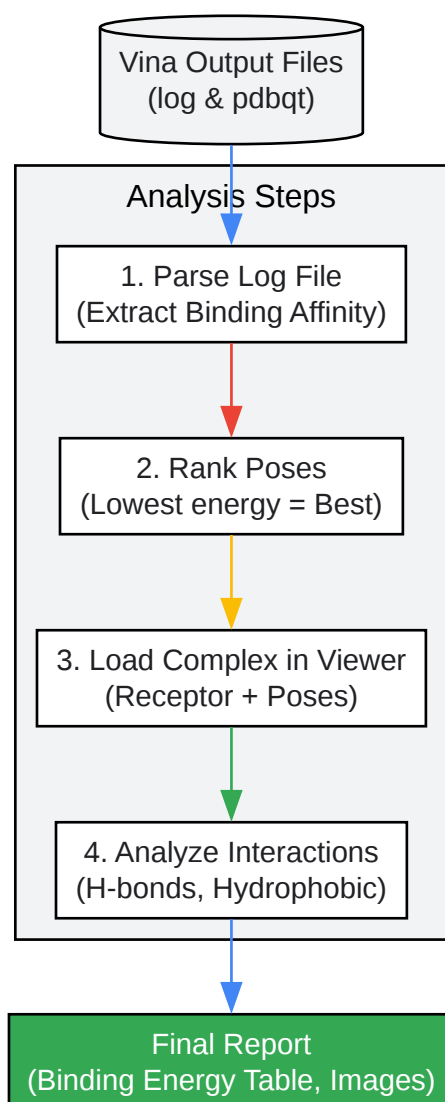 Vina Output Files
(log & pdbqt)
Analysis Steps
1. Parse Log File
(Extract Binding Affinity)
2. Rank Poses
(Lowest energy = Best)
3. Load Complex in Viewer
(Receptor + Poses)
4. Analyze Interactions
(H-bonds, Hydrophobic)
Final Report
(Binding Energy Table, Images)